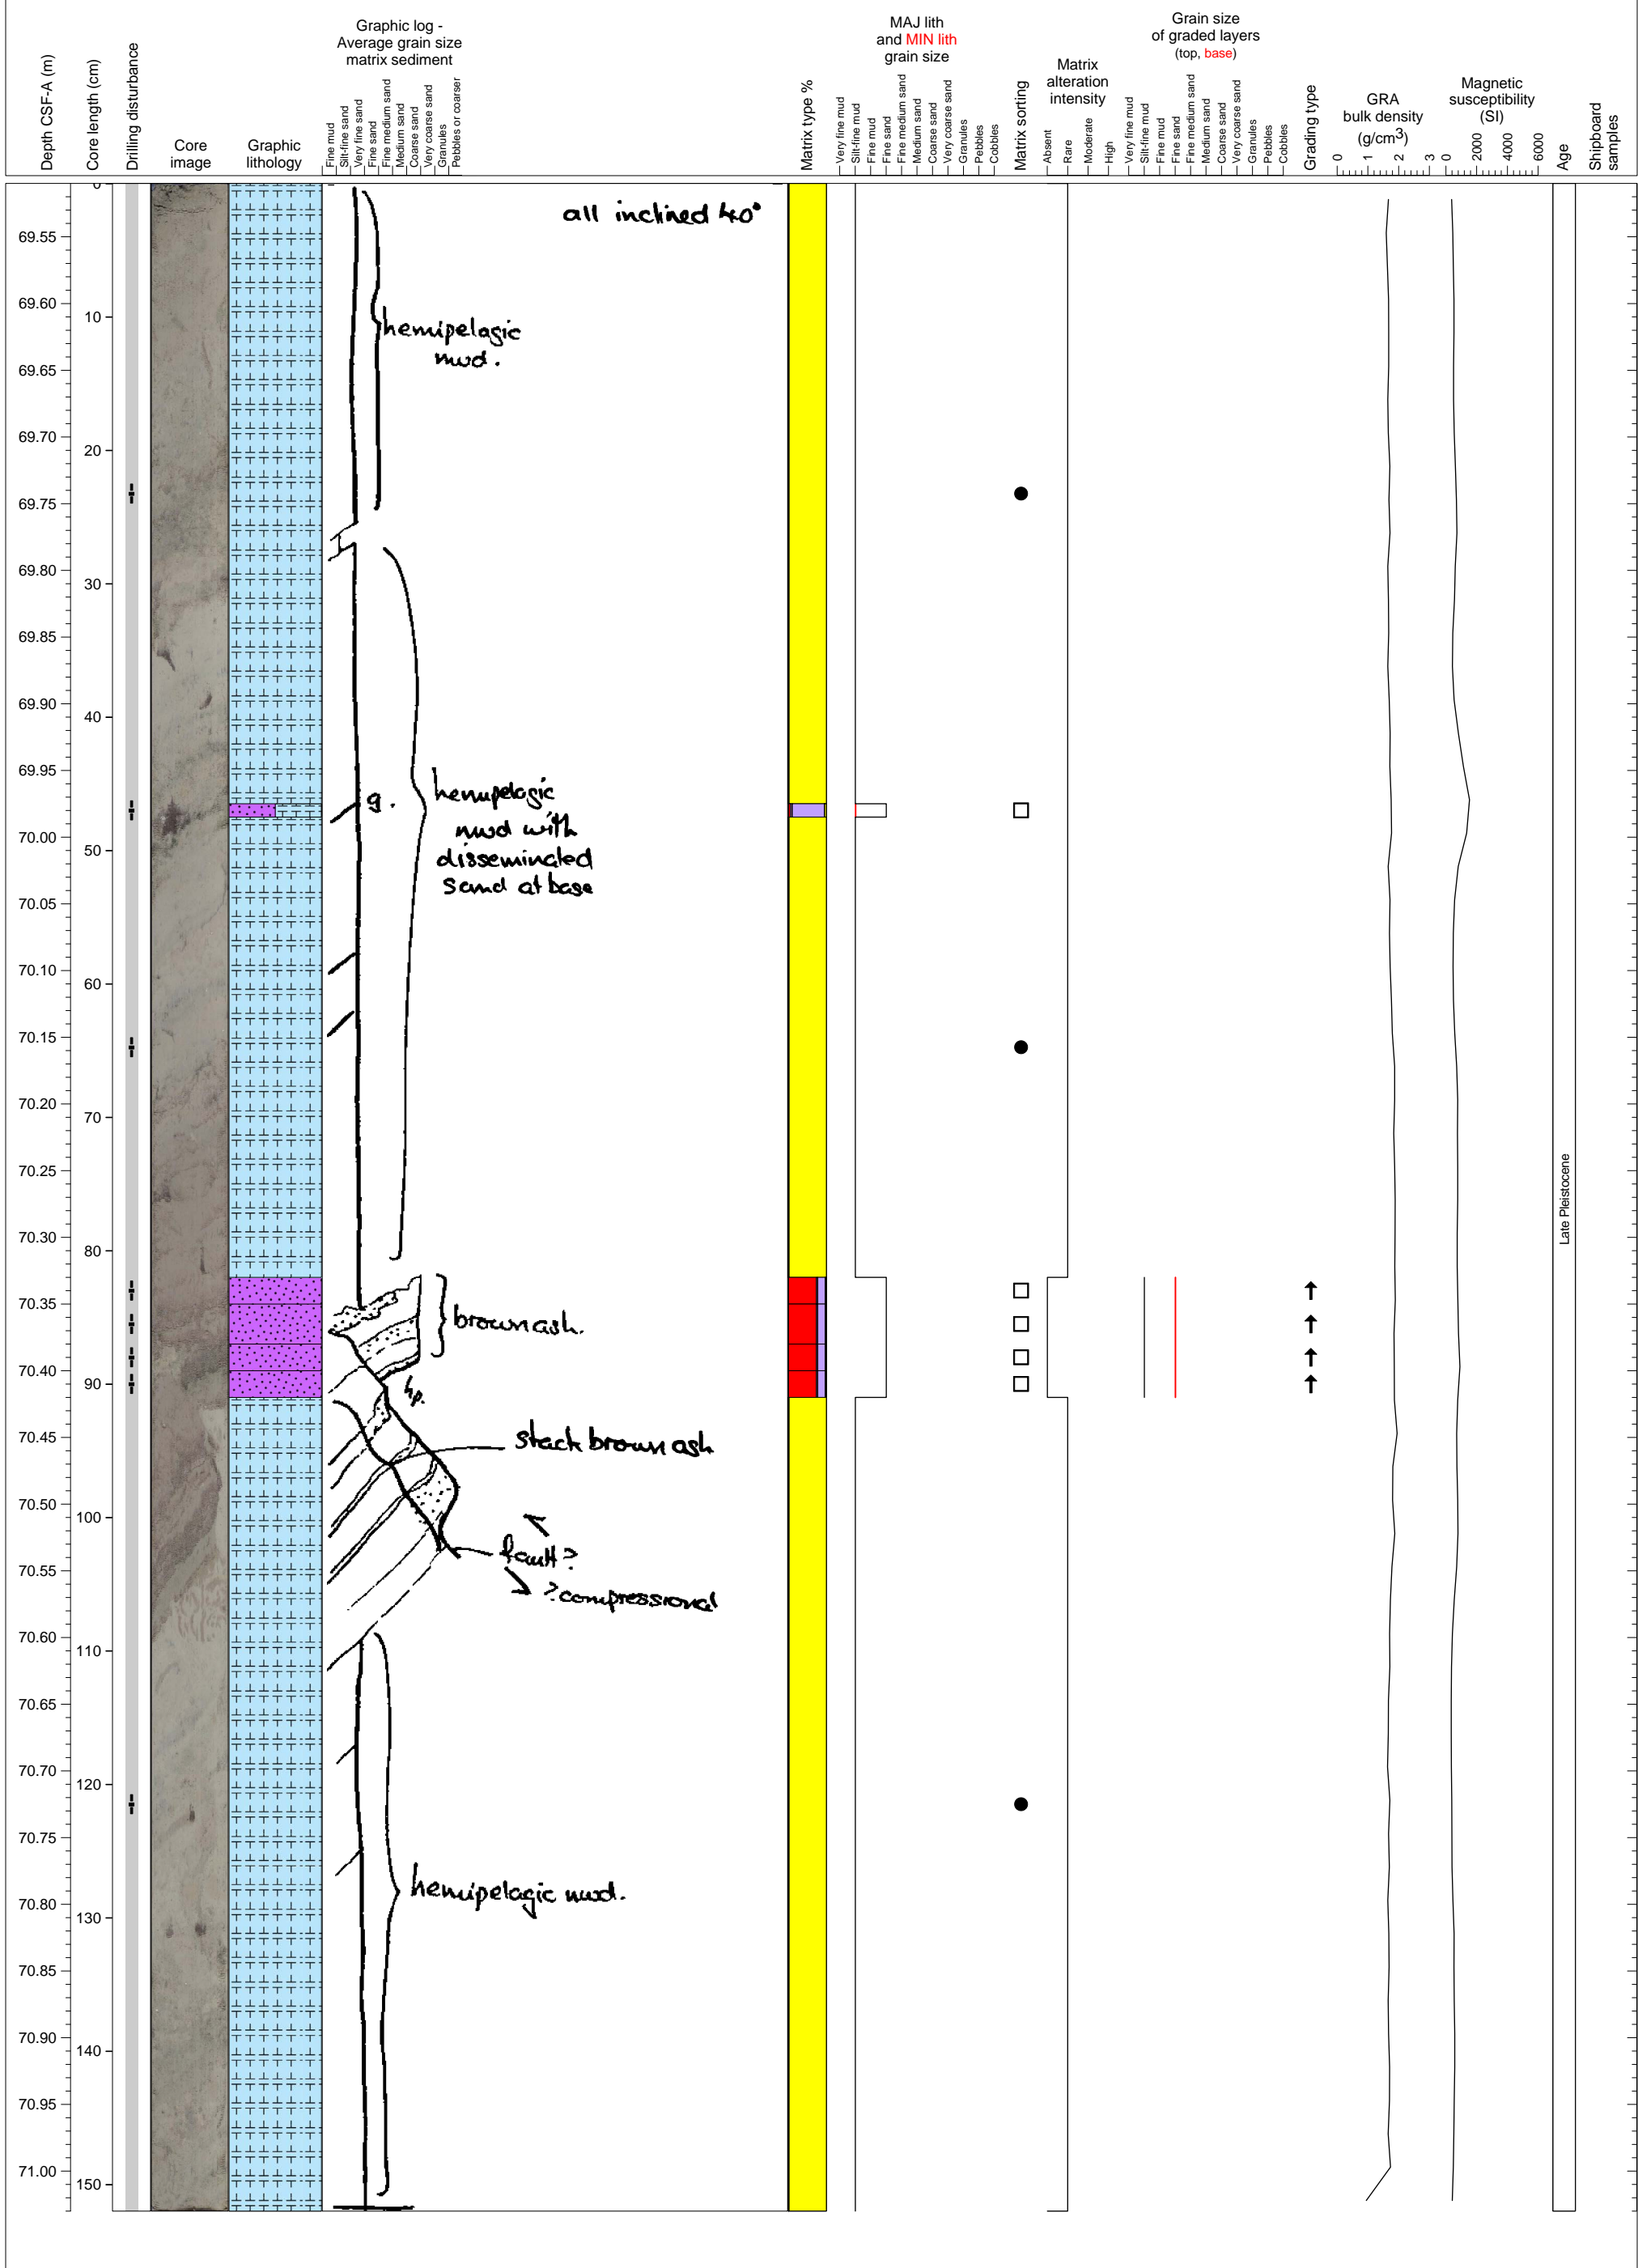 Depth CSF-A (m)
Core length (cm)
Drilling disturbance
Core
image
Graphic
lithology
Graphic log -
Average grain size
matrix sediment
Fine mud
Silt-fine sand
Very fine sand
Fine sand
Fine medium sand
Medium sand
Coarse sand
Very coarse sand
Granules
Pebbles or coarser
Matrix type %
MAJ lith
and MIN lith
grain size
Very fine mud
Silt-fine mud
Fine mud
Fine sand
Fine medium sand
Medium sand
Coarse sand
Very coarse sand
Granules
Pebbles
Cobbles
Matrix sorting
Matrix
alteration
intensity
Absent
Rare
Moderate
High
Grain size
of graded layers
(top, base)
Very fine mud
Silt-fine mud
Fine mud
Fine sand
Fine medium sand
Medium sand
Coarse sand
Very coarse sand
Granules
Pebbles
Cobbles
Grading type
GRA
bulk density
(g/cm3)
0 1 2 3
Magnetic
susceptibility
(SI)
0 2000 4000 6000
Age
Shipboard
samples
69.55
69.60
69.65
69.70
69.75
69.80
69.85
69.90
69.95
70.00
70.05
70.10
70.15
70.20
70.25
70.30
70.35
70.40
70.45
70.50
70.55
70.60
70.65
70.70
70.75
70.80
70.85
70.90
70.95
71.00
0
10
20
30
40
50
60
70
80
90
100
110
120
130
140
150
all inclined 40°
hemipelagic
mud.
g.
hemipelagic
mud with
disseminated
sand at base
brown ash.
hp.
stack brown ash
fault?
?compressional
hemipelagic mud.
Late Pleistocene